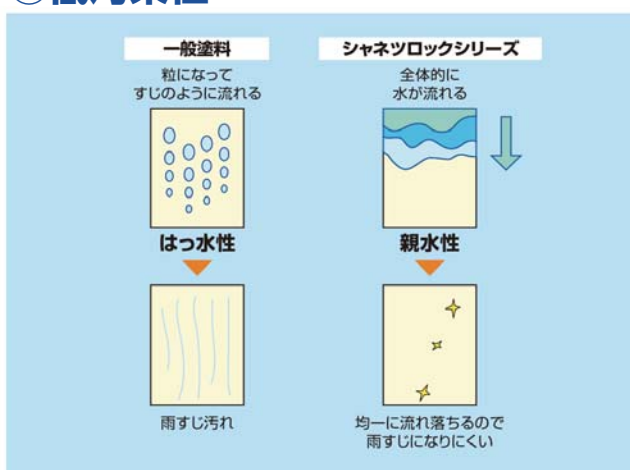 一般塗料
粒になって
すじのように流れる
はっ水性
雨すじ汚れ
シャネツロックシリーズ
全体的に
水が流れる
親水性
均一に流れ落ちるので
雨すじになりにくい